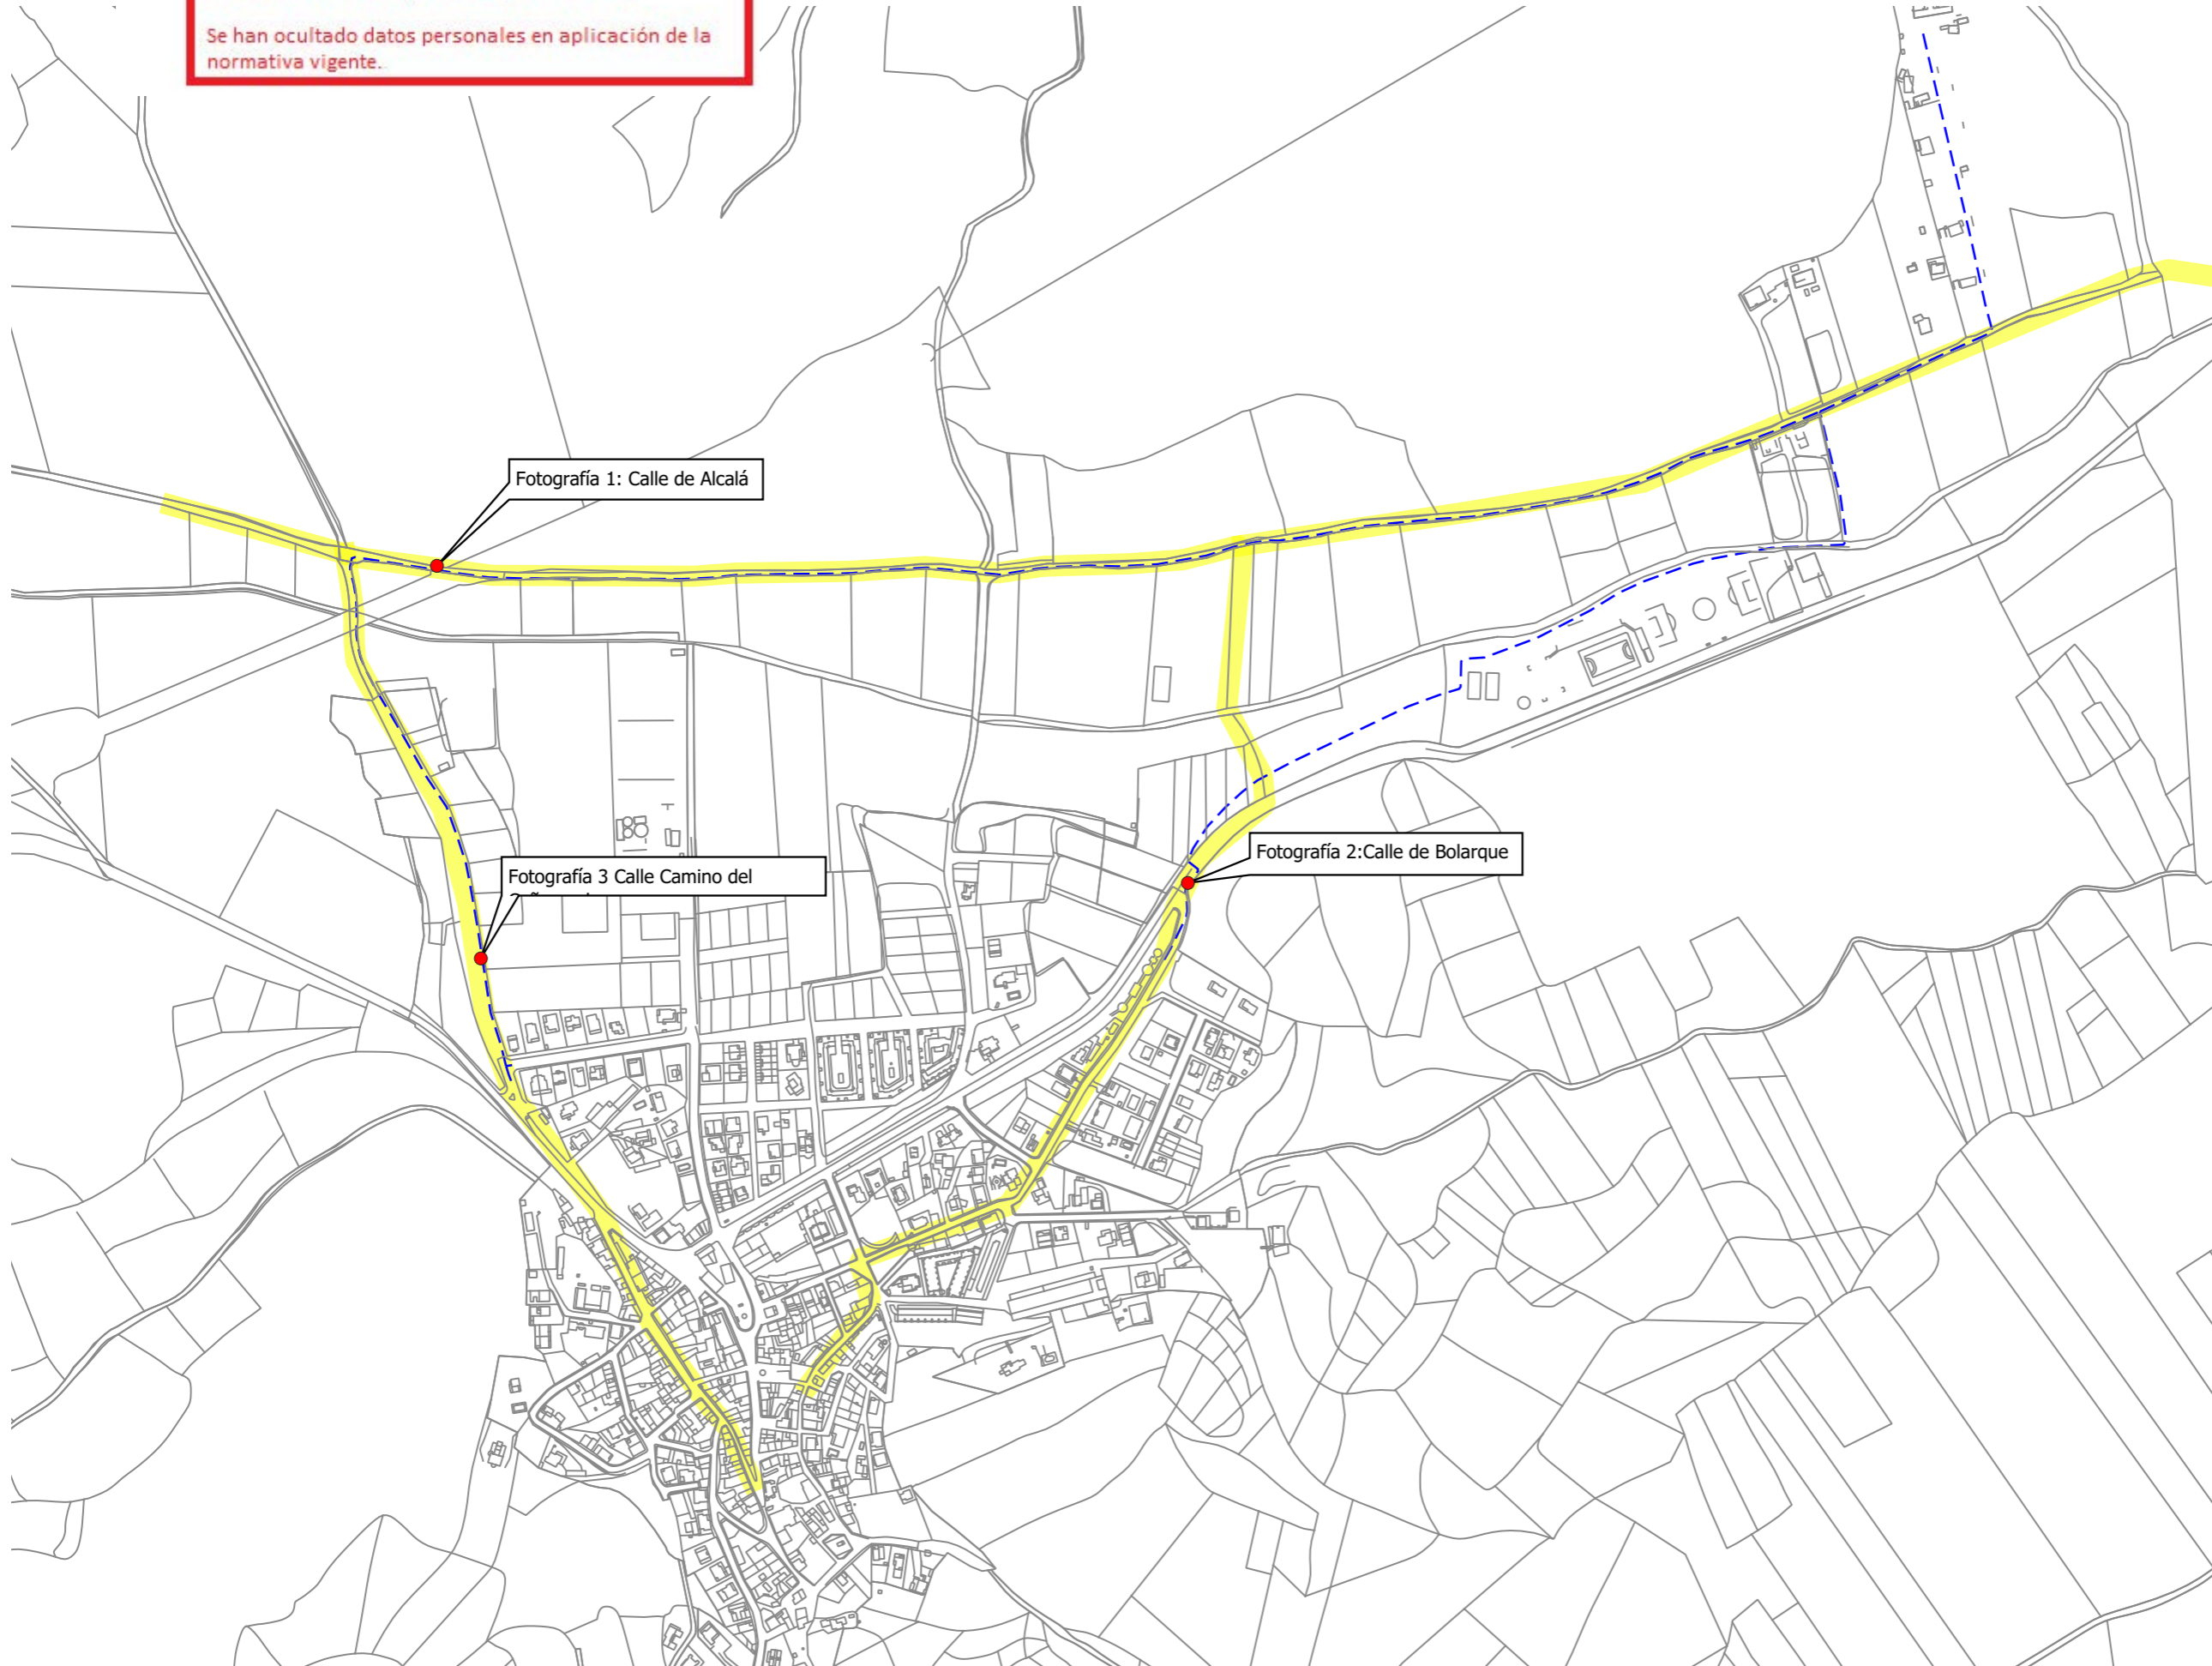 Se han ocultado datos personales en aplicación de la
normativa vigente.
Fotografía 1: Calle de Alcalá
Fotografía 2:Calle de Bolarque
Fotografía 3 Calle Camino del